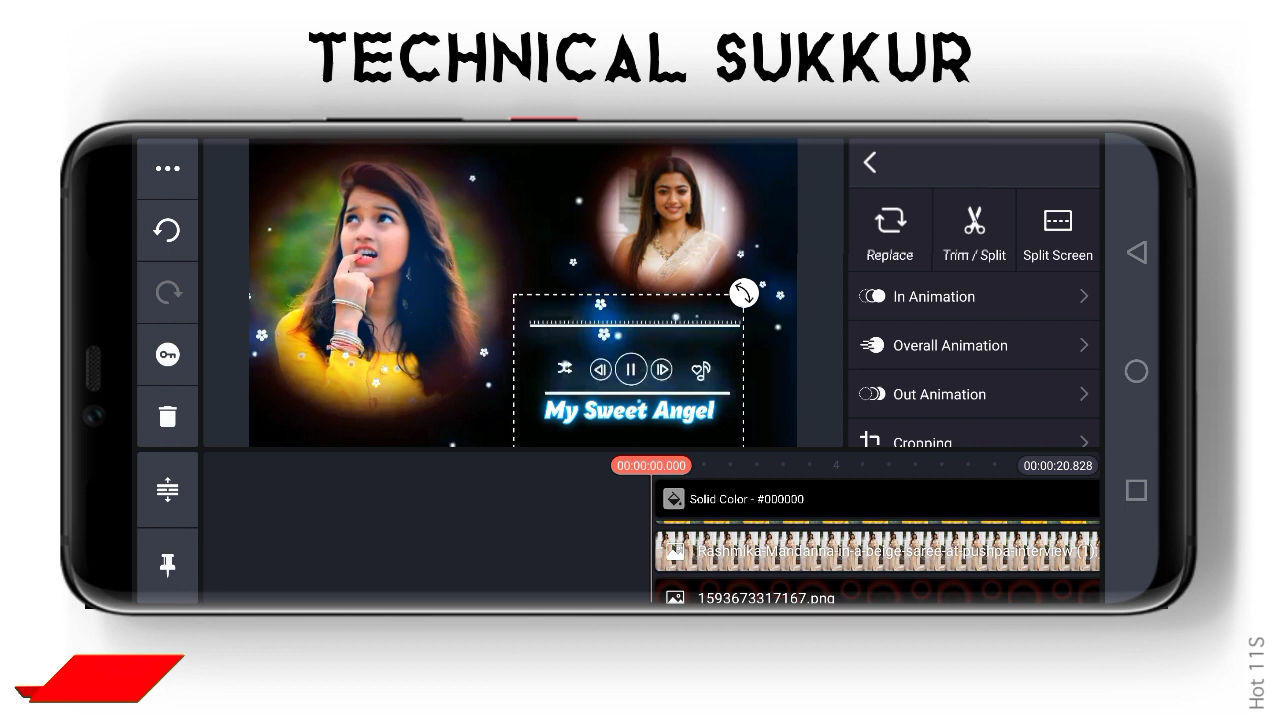 TECHNICAL SUKKUR
Replace
Trim / Split
Split Screen
In Animation
Overall Animation
Out Animation
Cropping
My Sweet Angel
00:00:00.000
4
00:00:20.828
Solid Color - #000000
Rashmika-Mandanna-in-a-beige-saree-at-pushpa-interview (1).
1593673317167.png
Hot 11S